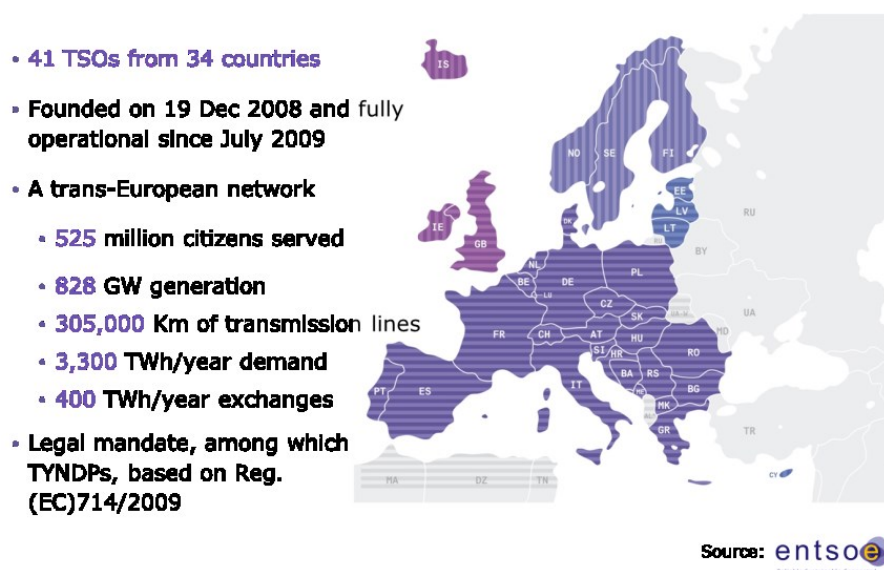 • 41 TSOs from 34 countries
• Founded on 19 Dec 2008 and fully
operational since July 2009
• A trans-European network
• 525 million citizens served
• 828 GW generation
• 305,000 Km of transmission lines
• 3,300 TWh/year demand
• 400 TWh/year exchanges
• Legal mandate, among which
TYNDPs, based on Reg.
(EC)714/2009
IS
NO
SE
FI
EE
LV
LT
RU
BY
DK
IE
GB
NL
BE
LU
DE
PL
CZ
SK
UA
MD
FR
CH
AT
HU
SI
HR
RO
BA
RS
BG
IT
MK
GR
PT
ES
TR
CY
MA
DZ
TN
Source: entsoe